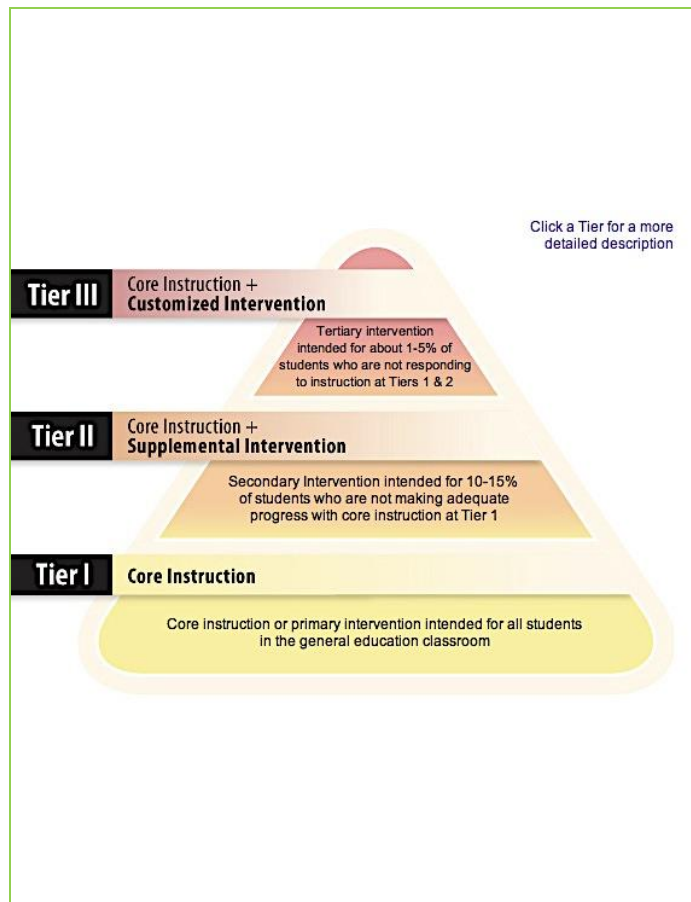 Click a Tier for a more
detailed description
Tier III
Core Instruction +
Customized Intervention
Tertiary intervention
intended for about 1-5% of
students who are not responding
to instruction at Tiers 1 & 2
Tier II
Core Instruction +
Supplemental Intervention
Secondary Intervention intended for 10-15%
of students who are not making adequate
progress with core instruction at Tier 1
Tier I
Core Instruction
Core instruction or primary intervention intended for all students
in the general education classroom